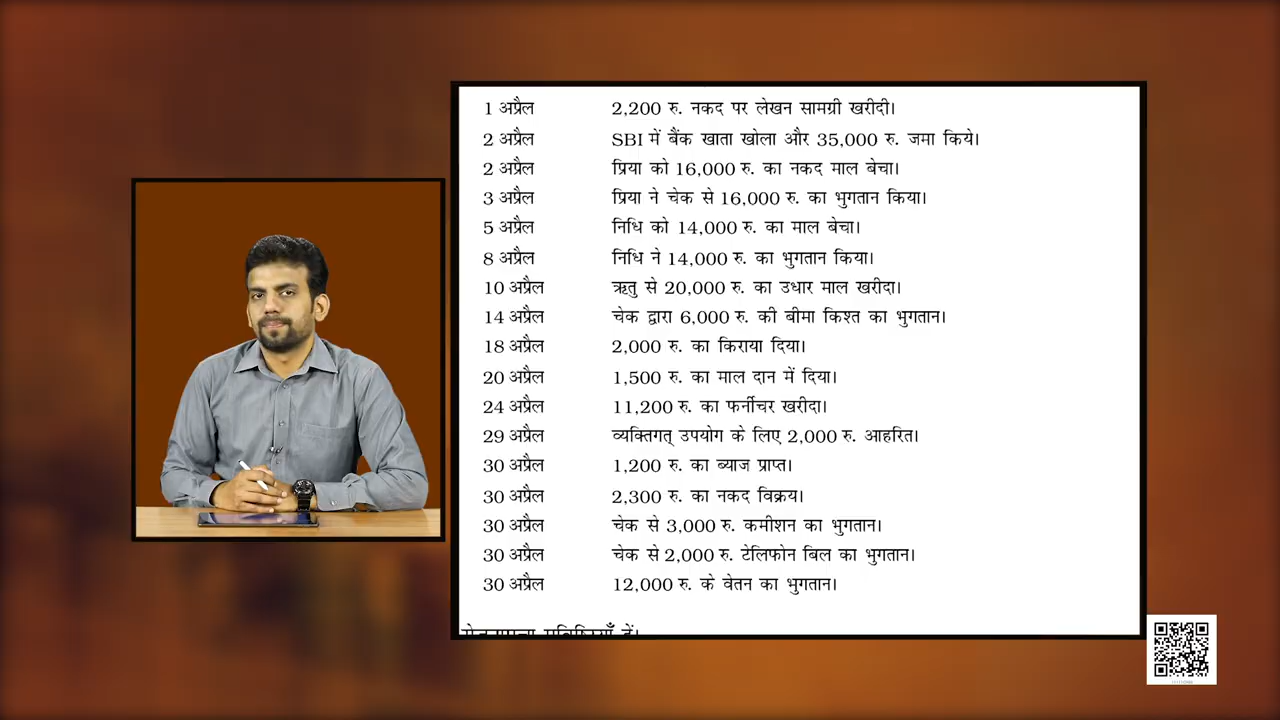 1 अप्रैल 2,200 रु. नकद पर लेखन सामग्री खरीदी।
2 अप्रैल SBI में बैंक खाता खोला और 35,000 रु. जमा किये।
2 अप्रैल प्रिया को 16,000 रु. का नकद माल बेचा।
3 अप्रैल प्रिया ने चेक से 16,000 रु. का भुगतान किया।
5 अप्रैल निधि को 14,000 रु. का माल बेचा।
8 अप्रैल निधि ने 14,000 रु. का भुगतान किया।
10 अप्रैल ऋतु से 20,000 रु. का उधार माल खरीदा।
14 अप्रैल चेक द्वारा 6,000 रु. की बीमा किश्त का भुगतान।
18 अप्रैल 2,000 रु. का किराया दिया।
20 अप्रैल 1,500 रु. का माल दान में दिया।
24 अप्रैल 11,200 रु. का फर्नीचर खरीदा।
29 अप्रैल व्यक्तिगत् उपयोग के लिए 2,000 रु. आहरित।
30 अप्रैल 1,200 रु. का ब्याज प्राप्त।
30 अप्रैल 2,300 रु. का नकद विक्रय।
30 अप्रैल चेक से 3,000 रु. कमीशन का भुगतान।
30 अप्रैल चेक से 2,000 रु. टेलिफोन बिल का भुगतान।
30 अप्रैल 12,000 रु. के वेतन का भुगतान।